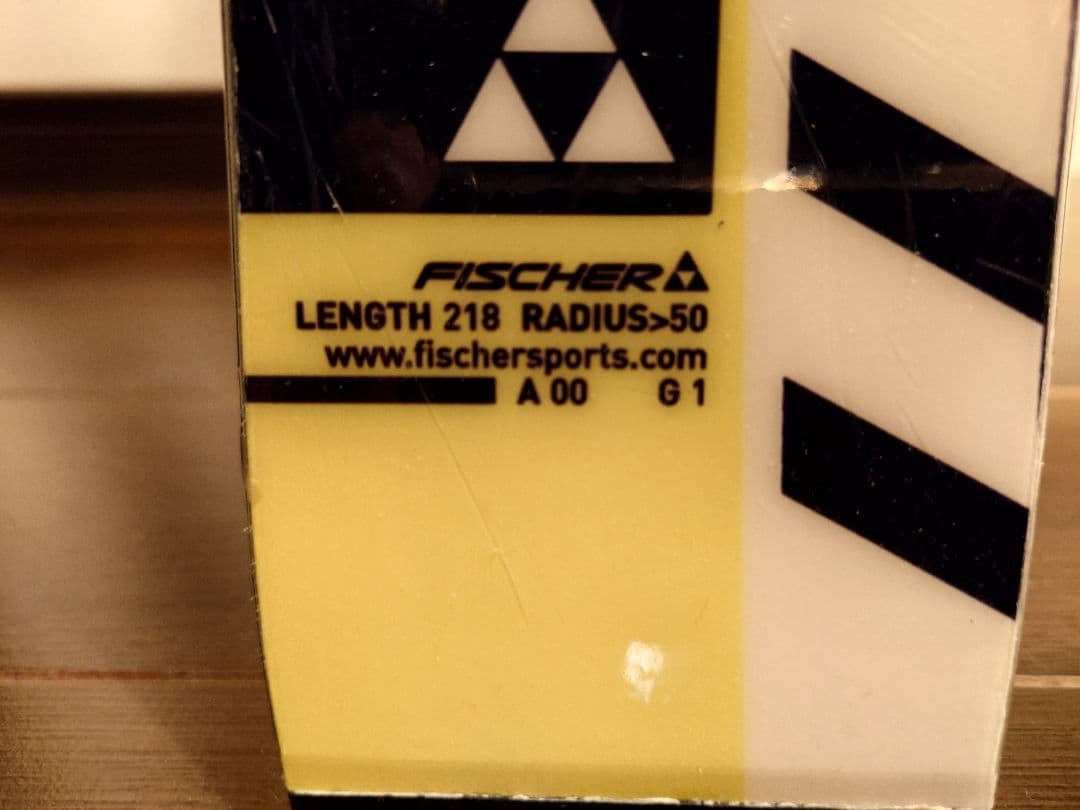 FISCHER
LENGTH 218 RADIUS>50
www.fischersports.com
A 00 G 1